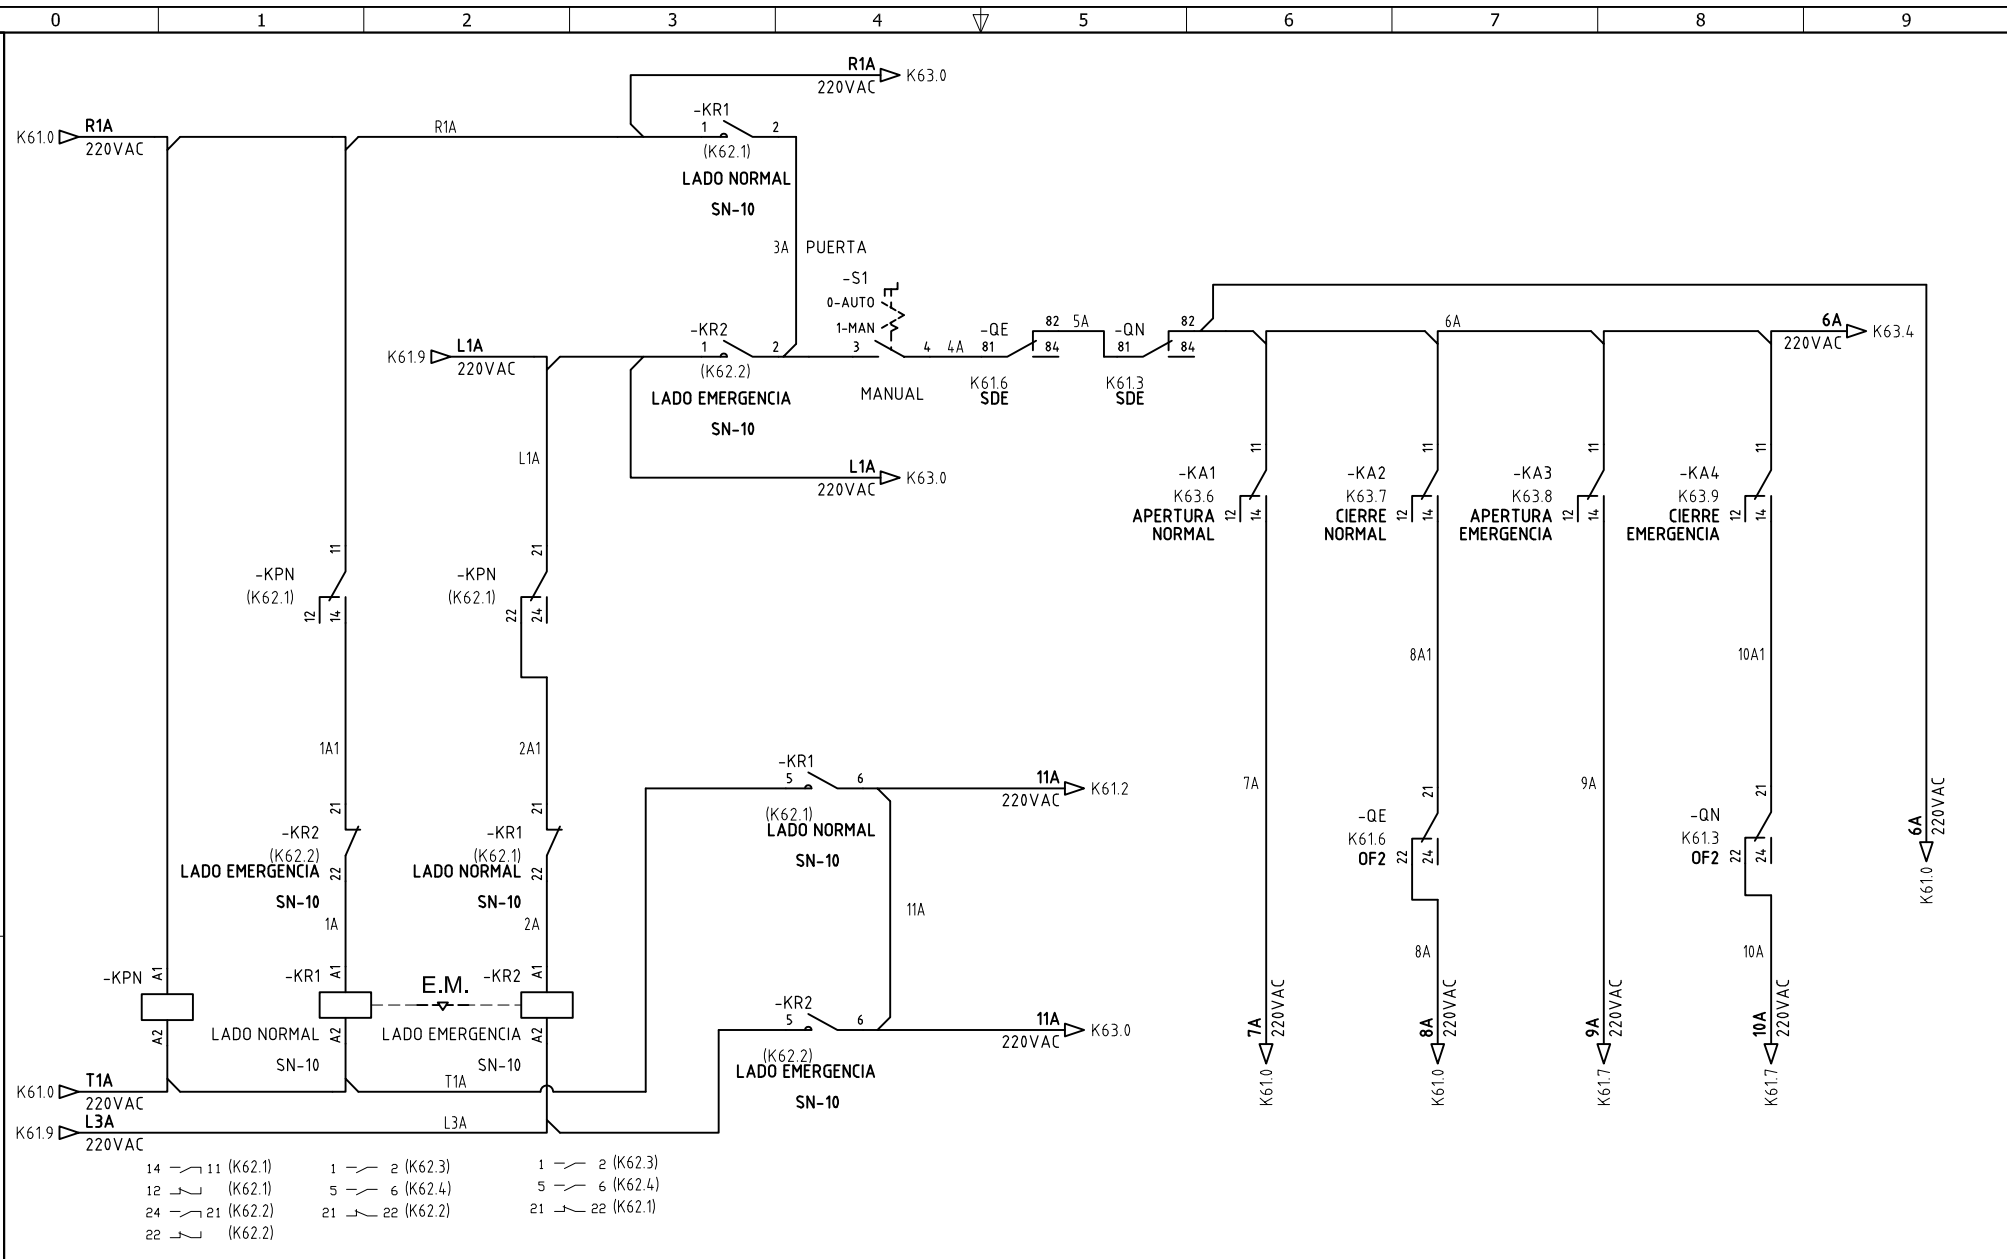 0 1 2 3 4 5 6 7 8 9
R1A
220VAC
K63.0
K61.0
R1A
220VAC
R1A
-KR1
1 2
(K62.1)
LADO NORMAL
SN-10
3A
PUERTA
-S1
0-AUTO
1-MAN
3 4
MANUAL
4A
K61.9
L1A
220VAC
-KR2
1 2
(K62.2)
LADO EMERGENCIA
SN-10
L1A
220VAC
K63.0
-QE
81 82 84
K61.6
SDE
5A
-QN
81 82 84
K61.3
SDE
6A
6A
220VAC
K63.4
L1A
11
-KPN
(K62.1)
12 14
21
-KPN
(K62.1)
22 24
11
-KA1
K63.6
APERTURA
NORMAL
12 14
11
-KA2
K63.7
CIERRE
NORMAL
12 14
11
-KA3
K63.8
APERTURA
EMERGENCIA
12 14
11
-KA4
K63.9
CIERRE
EMERGENCIA
12 14
8A1
10A1
1A1
2A1
21
-KR2
(K62.2)
LADO EMERGENCIA
22
SN-10
1A
21
-KR1
(K62.1)
LADO NORMAL
22
SN-10
2A
-KR1
5 6
(K62.1)
LADO NORMAL
SN-10
11A
220VAC
K61.2
11A
7A
9A
21
-QE
K61.6
OF2
22 24
21
-QN
K61.3
OF2
22 24
6A
220VAC
K61.0
8A
10A
-KPN
A1
A2
-KR1
A1
A2
LADO NORMAL
SN-10
E.M.
-KR2
A1
A2
LADO EMERGENCIA
SN-10
-KR2
5 6
(K62.2)
LADO EMERGENCIA
SN-10
11A
220VAC
K63.0
7A
220VAC
K61.0
8A
220VAC
K61.0
9A
220VAC
K61.7
10A
220VAC
K61.7
K61.0
T1A
220VAC
T1A
K61.9
L3A
220VAC
L3A
14 11 (K62.1)
12 (K62.1)
24 21 (K62.2)
22 (K62.2)
1 2 (K62.3)
5 6 (K62.4)
21 22 (K62.2)
1 2 (K62.3)
5 6 (K62.4)
21 22 (K62.1)